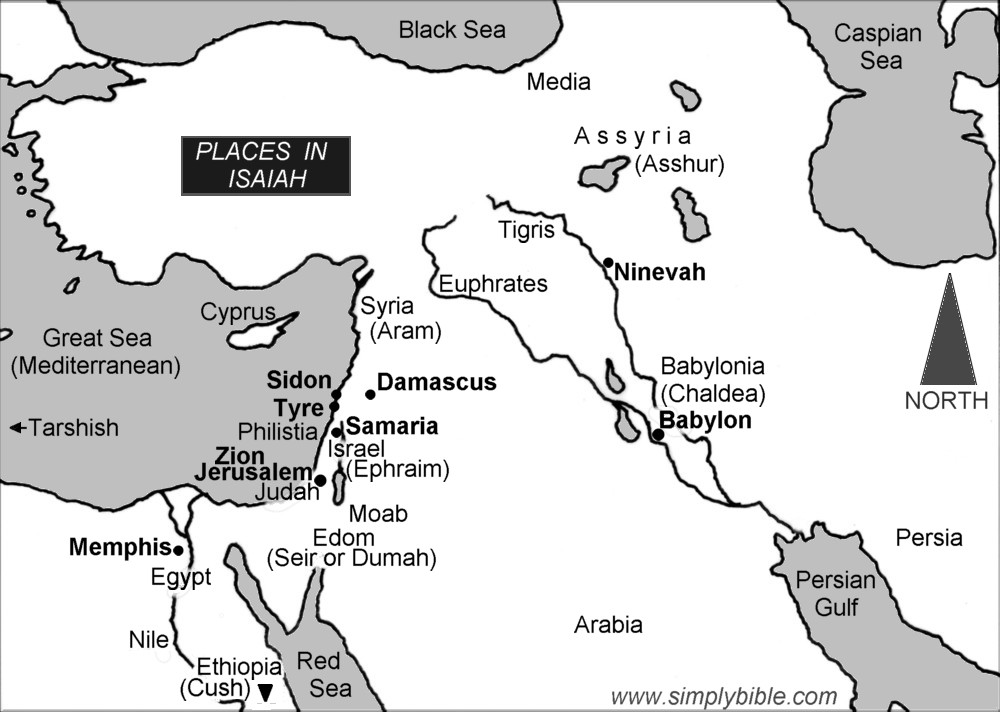 Black Sea
Caspian
Sea
Media
Assyria
(Asshur)
PLACES IN
ISAIAH
Tigris
Ninevah
Euphrates
Cyprus
Syria
(Aram)
Great Sea
(Mediterranean)
Sidon
Damascus
Babylonia
(Chaldea)
NORTH
Tyre
Tarshish
Philistia
Samaria
Babylon
Israel
(Ephraim)
Zion
Jerusalem
Judah
Moab
Edom
(Seir or Dumah)
Memphis
Egypt
Persia
Persian
Gulf
Arabia
Nile
Ethiopia
(Cush)
Red
Sea
www.simplybible.com